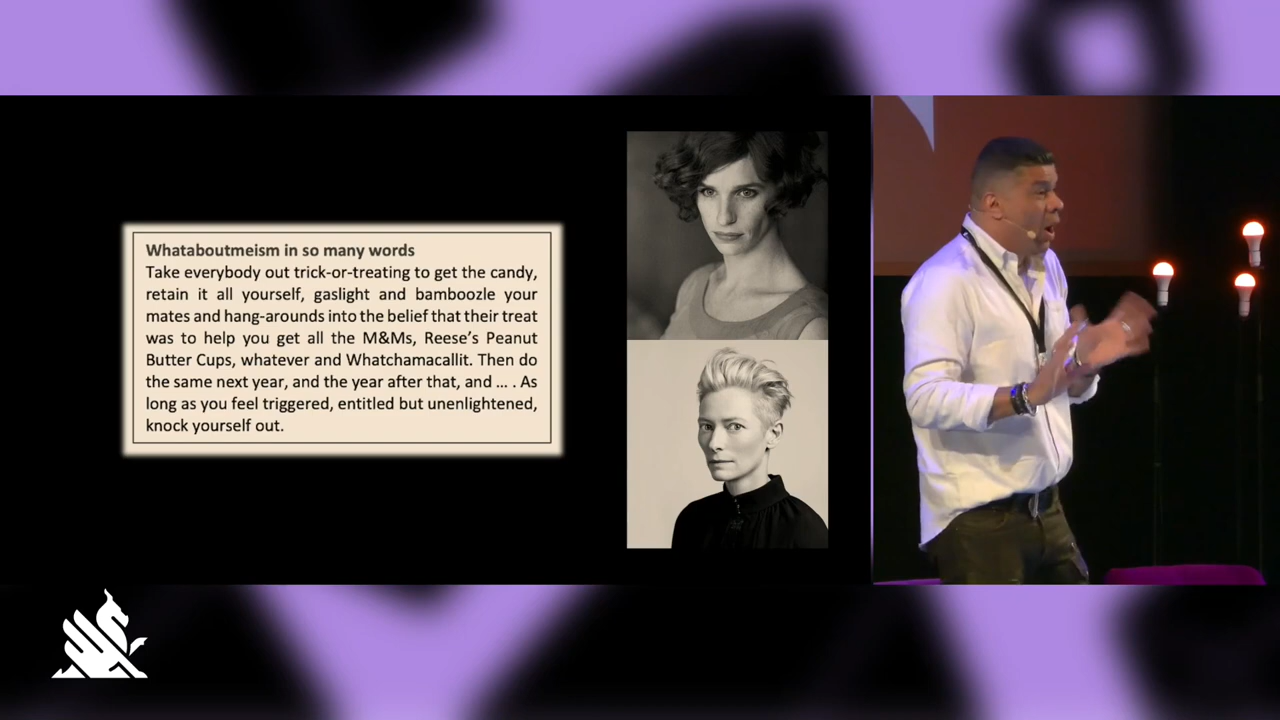 Whataboutmeism in so many words
Take everybody out trick-or-treating to get the candy,
retain it all yourself, gaslight and bamboozle your
mates and hang-arounds into the belief that their treat
was to help you get all the M&Ms, Reese’s Peanut
Butter Cups, whatever and Whatchamacallit. Then do
the same next year, and the year after that, and ... . As
long as you feel triggered, entitled but unenlightened,
knock yourself out.